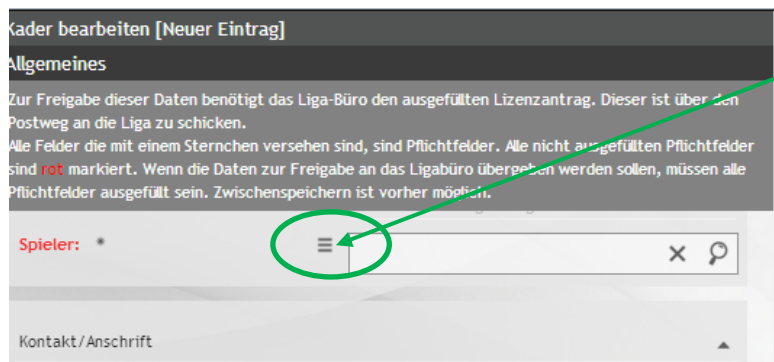 Kader bearbeiten [Neuer Eintrag]
Allgemeines
Zur Freigabe dieser Daten benötigt das Liga-Büro den ausgefüllten Lizenzantrag. Dieser ist über den
Postweg an die Liga zu schicken.
Alle Felder die mit einem Sternchen versehen sind, sind Pflichtfelder. Alle nicht ausgefüllten Pflichtfelder
sind rot markiert. Wenn die Daten zur Freigabe an das Ligabüro übergeben werden sollen, müssen alle
Pflichtfelder ausgefüllt sein. Zwischenspeichern ist vorher möglich.
Spieler: *
Kontakt/Anschrift